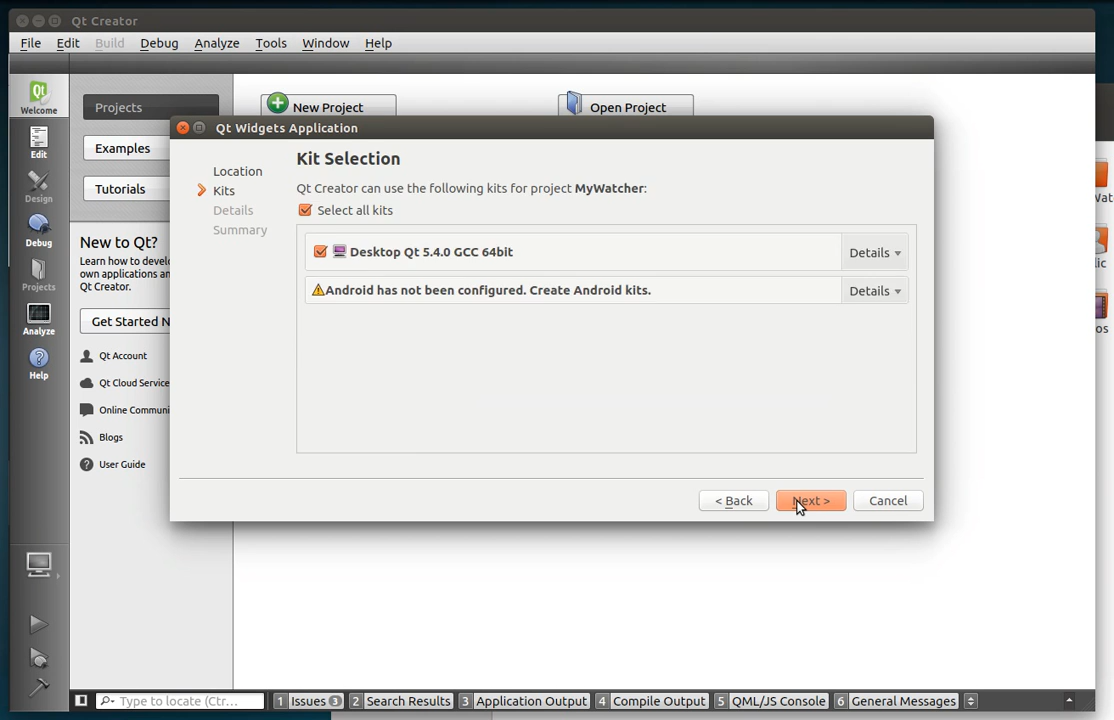 Qt Creator
File Edit Build Debug Analyze Tools Window Help
Welcome
Edit
Design
Debug
Projects
Analyze
Help
Projects
Examples
Tutorials
New Project
Open Project
New to Qt?
Learn how to devel
own applications an
Qt Creator.
Get Started N
Qt Account
Qt Cloud Service
Online Communi
Blogs
User Guide
Qt Widgets Application
Location
Kits
Details
Summary
Kit Selection
Qt Creator can use the following kits for project MyWatcher:
Select all kits
Desktop Qt 5.4.0 GCC 64bit Details
Android has not been configured. Create Android kits. Details
< Back Next > Cancel
Type to locate (Ctr... 1 Issues 3 2 Search Results 3 Application Output 4 Compile Output 5 QML/JS Console 6 General Messages